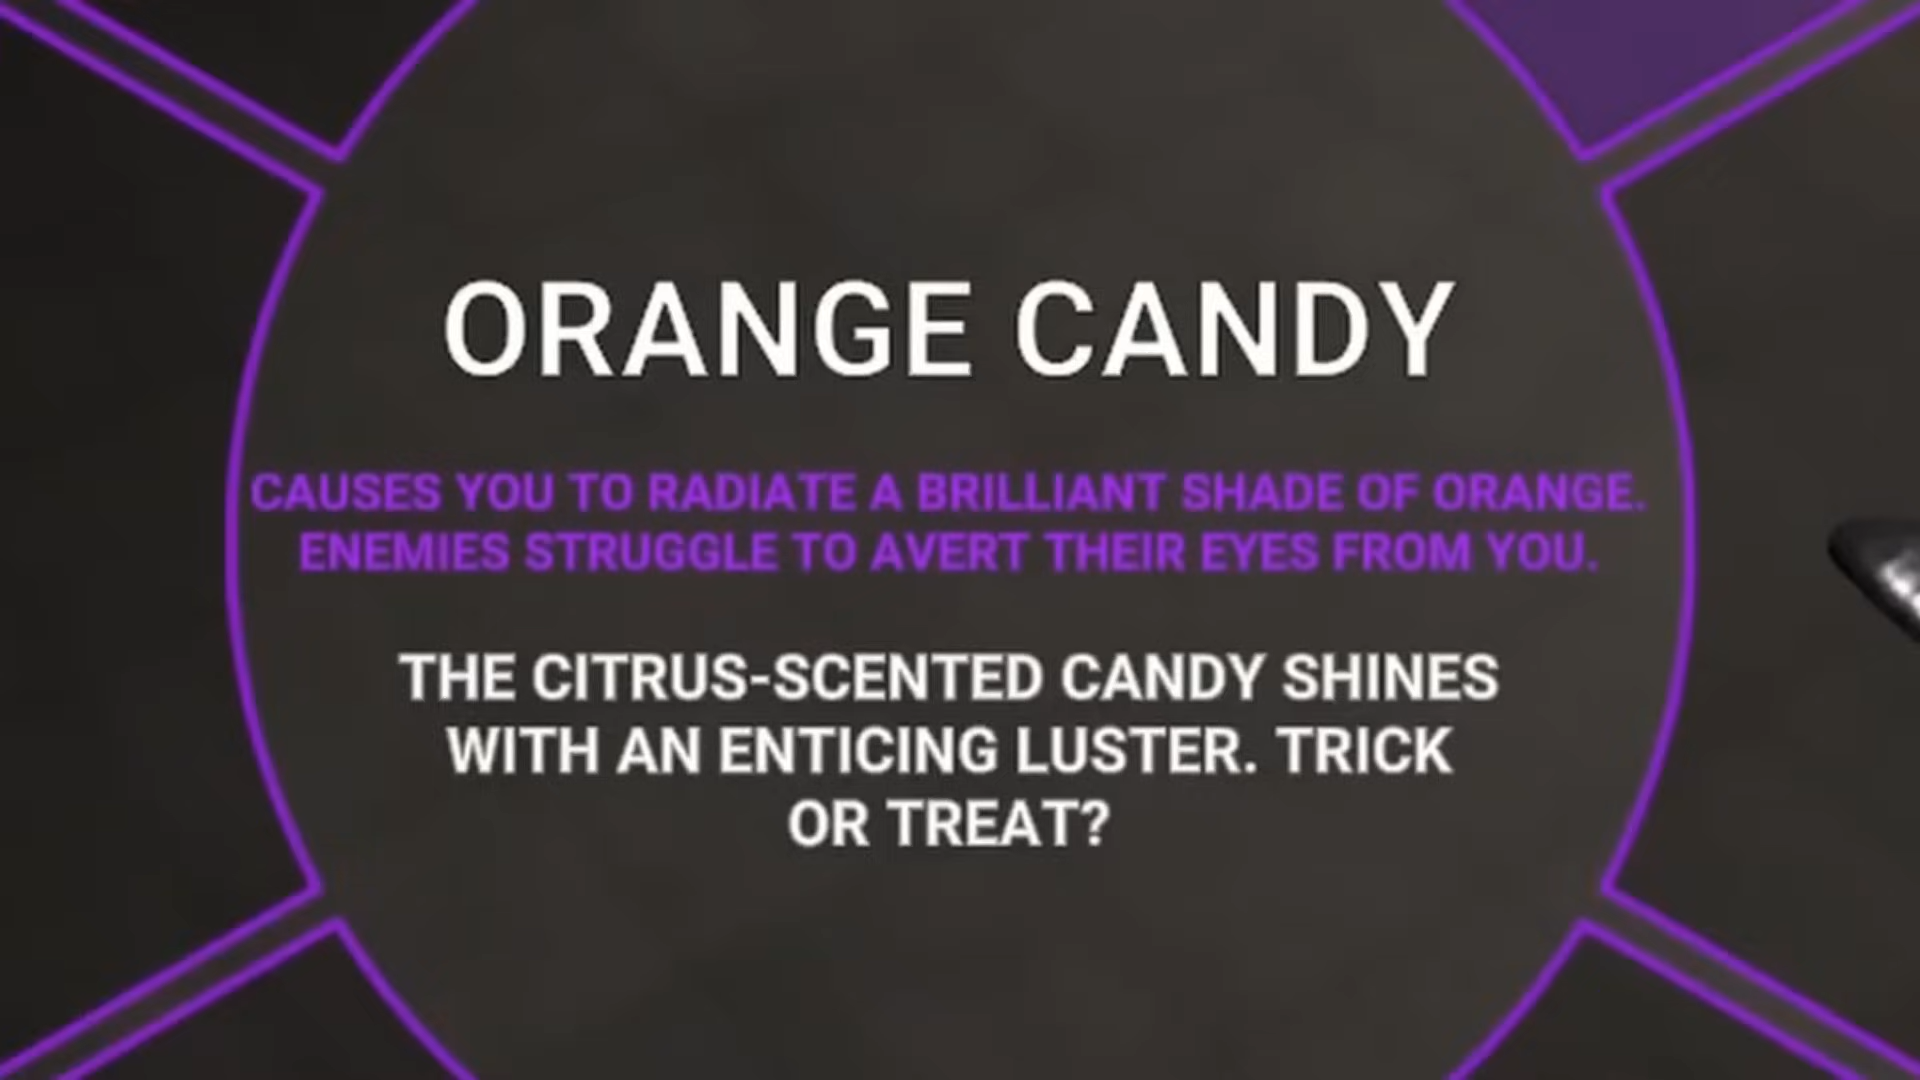 ORANGE CANDY
CAUSES YOU TO RADIATE A BRILLIANT SHADE OF ORANGE.
ENEMIES STRUGGLE TO AVERT THEIR EYES FROM YOU.
THE CITRUS-SCENTED CANDY SHINES
WITH AN ENTICING LUSTER. TRICK
OR TREAT?